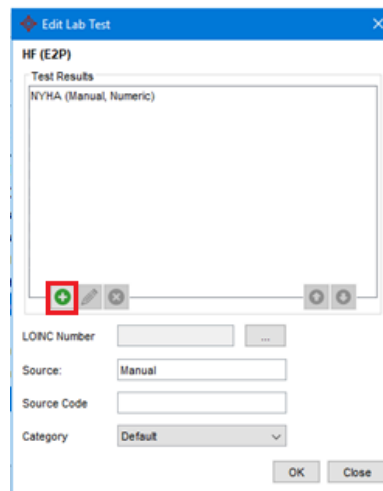 Edit Lab Test
HF (E2P)
Test Results
NYHA (Manual, Numeric)
LOINC Number ...
Source: Manual
Source Code
Category Default
OK Close